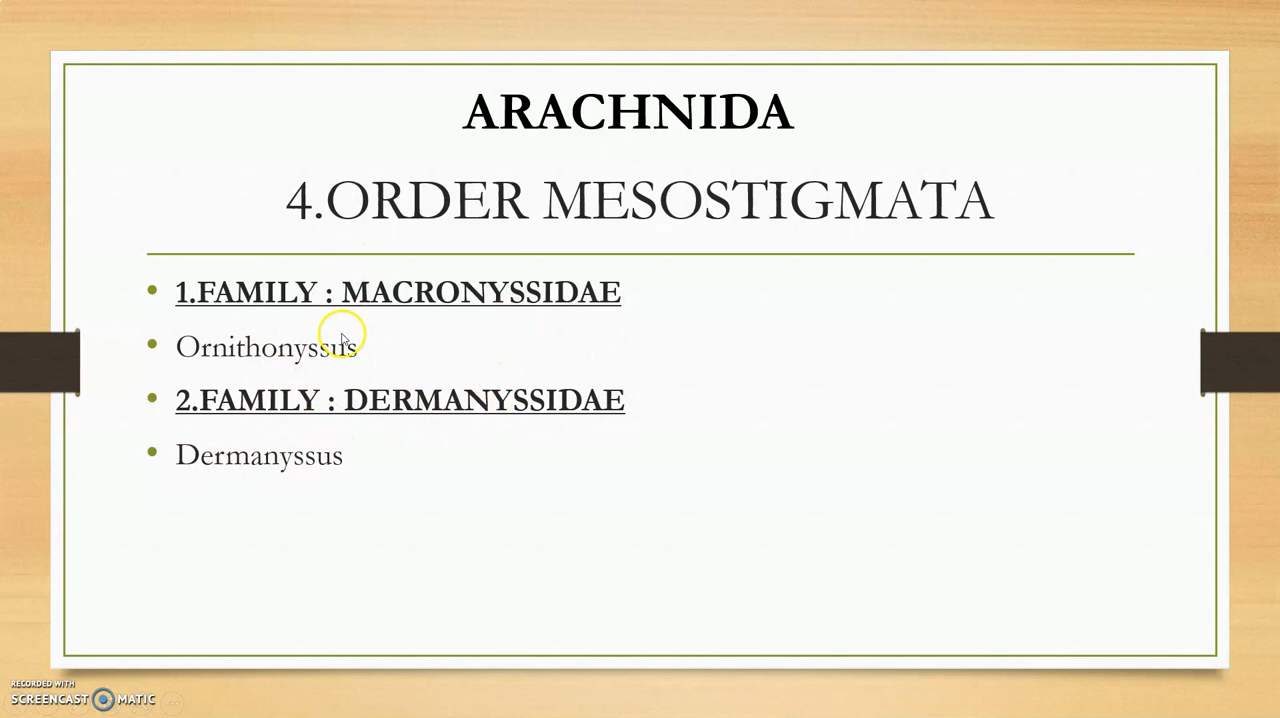 ARACHNIDA
4.ORDER MESOSTIGMATA
• 1.FAMILY : MACRONYSSIDAE
• Ornithonyssus
• 2.FAMILY : DERMANYSSIDAE
• Dermanyssus
RECORDED WITH
SCREENCAST MATIC